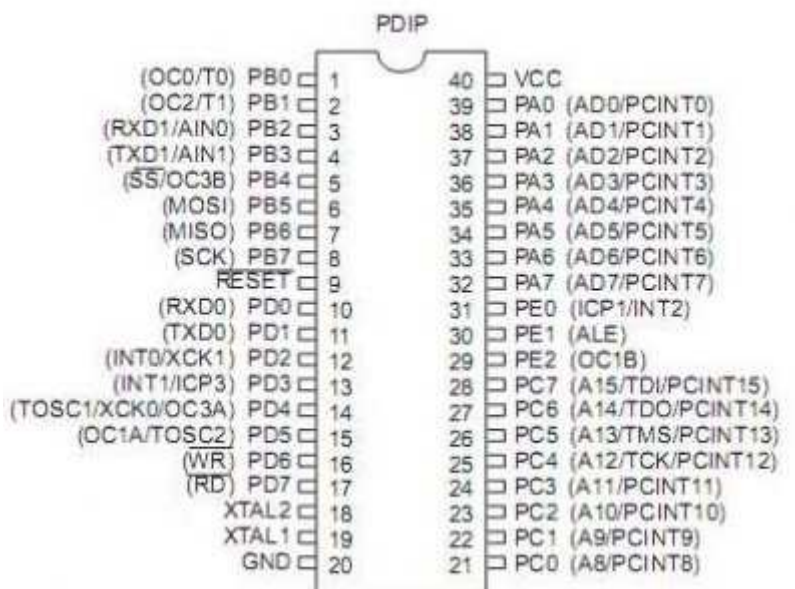 PDIP
(OC0/T0) PB0 1 40 VCC
(OC2/T1) PB1 2 39 PA0 (AD0/PCINT0)
(RXD1/AIN0) PB2 3 38 PA1 (AD1/PCINT1)
(TXD1/AIN1) PB3 4 37 PA2 (AD2/PCINT2)
(SS/OC3B) PB4 5 36 PA3 (AD3/PCINT3)
(MOSI) PB5 6 35 PA4 (AD4/PCINT4)
(MISO) PB6 7 34 PA5 (AD5/PCINT5)
(SCK) PB7 8 33 PA6 (AD6/PCINT6)
RESET 9 32 PA7 (AD7/PCINT7)
(RXD0) PD0 10 31 PE0 (ICP1/INT2)
(TXD0) PD1 11 30 PE1 (ALE)
(INT0/XCK1) PD2 12 29 PE2 (OC1B)
(INT1/ICP3) PD3 13 28 PC7 (A15/TDI/PCINT15)
(TOSC1/XCK0/OC3A) PD4 14 27 PC6 (A14/TDO/PCINT14)
(OC1A/TOSC2) PD5 15 26 PC5 (A13/TMS/PCINT13)
(WR) PD6 16 25 PC4 (A12/TCK/PCINT12)
(RD) PD7 17 24 PC3 (A11/PCINT11)
XTAL2 18 23 PC2 (A10/PCINT10)
XTAL1 19 22 PC1 (A9/PCINT9)
GND 20 21 PC0 (A8/PCINT8)